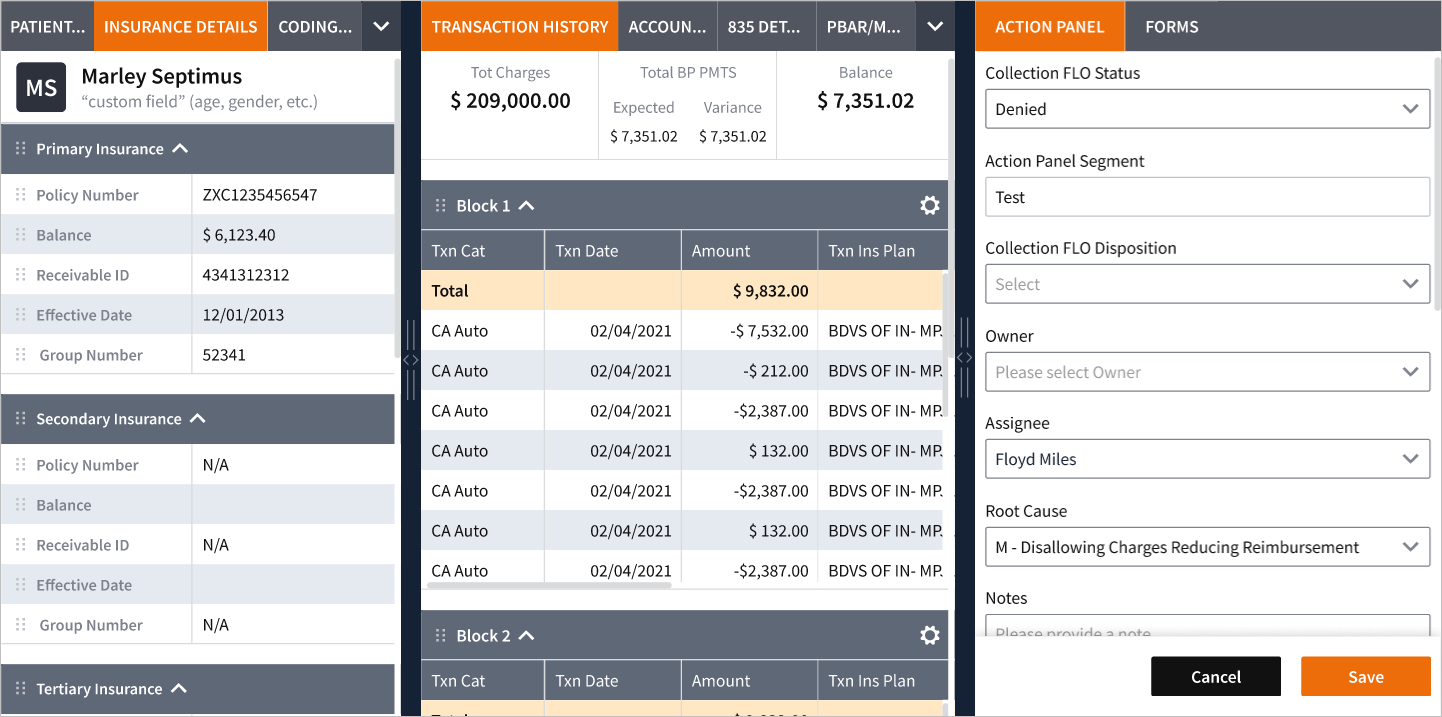 PATIENT... INSURANCE DETAILS CODING...
MS Marley Septimus
“custom field” (age, gender, etc.)
Primary Insurance
Policy Number ZXC1235456547
Balance $ 6,123.40
Receivable ID 4341312312
Effective Date 12/01/2013
Group Number 52341
Secondary Insurance
Policy Number N/A
Balance
Receivable ID N/A
Effective Date
Group Number N/A
Tertiary Insurance
TRANSACTION HISTORY ACCOUN... 835 DET... PBAR/M...
Tot Charges Total BP PMTS Balance
$ 209,000.00 Expected Variance $ 7,351.02
$ 7,351.02 $ 7,351.02
Block 1
Txn Cat Txn Date Amount Txn Ins Plan
Total $ 9,832.00
CA Auto 02/04/2021 -$ 7,532.00 BDVS OF IN- MP.
CA Auto 02/04/2021 -$ 212.00 BDVS OF IN- MP.
CA Auto 02/04/2021 -$2,387.00 BDVS OF IN- MP.
CA Auto 02/04/2021 $ 132.00 BDVS OF IN- MP.
CA Auto 02/04/2021 -$2,387.00 BDVS OF IN- MP.
CA Auto 02/04/2021 $ 132.00 BDVS OF IN- MP.
CA Auto 02/04/2021 -$2,387.00 BDVS OF IN- MP.
Block 2
Txn Cat Txn Date Amount Txn Ins Plan
ACTION PANEL FORMS
Collection FLO Status
Denied
Action Panel Segment
Test
Collection FLO Disposition
Select
Owner
Please select Owner
Assignee
Floyd Miles
Root Cause
M - Disallowing Charges Reducing Reimbursement
Notes
Please provide a note
Cancel Save